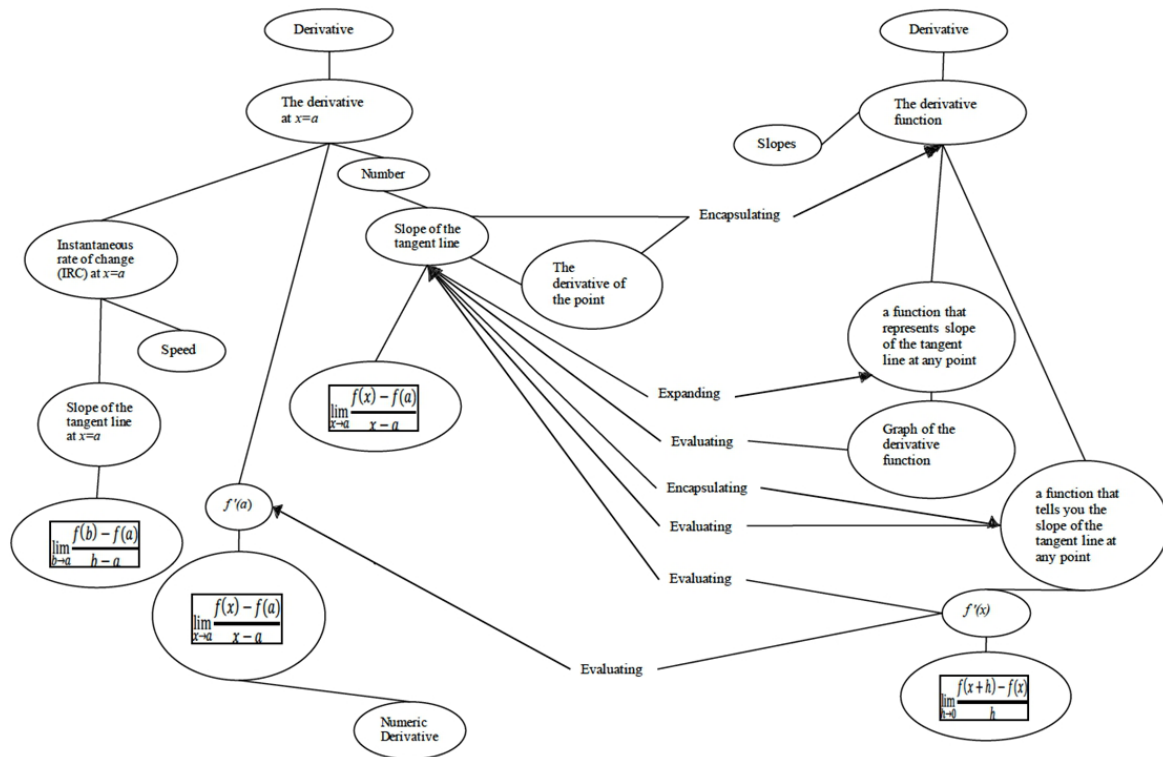 Derivative
The derivative
at x=a
Number
Instantaneous
rate of change
(IRC) at x=a
Speed
Slope of the
tangent line
at x=a
lim b→a f(b) − f(a) / b − a
f'(a)
lim x→a f(x) − f(a) / x − a
Numeric
Derivative
Slope of the
tangent line
The
derivative of
the point
lim x→a f(x) − f(a) / x − a
Encapsulating
Expanding
Evaluating
Encapsulating
Evaluating
Evaluating
Evaluating
Derivative
The derivative
function
Slopes
a function that
represents slope
of the tangent
line at any point
Graph of the
derivative
function
a function that
tells you the
slope of the
tangent line at
any point
f'(x)
lim h→0 f(x+h) − f(x) / h